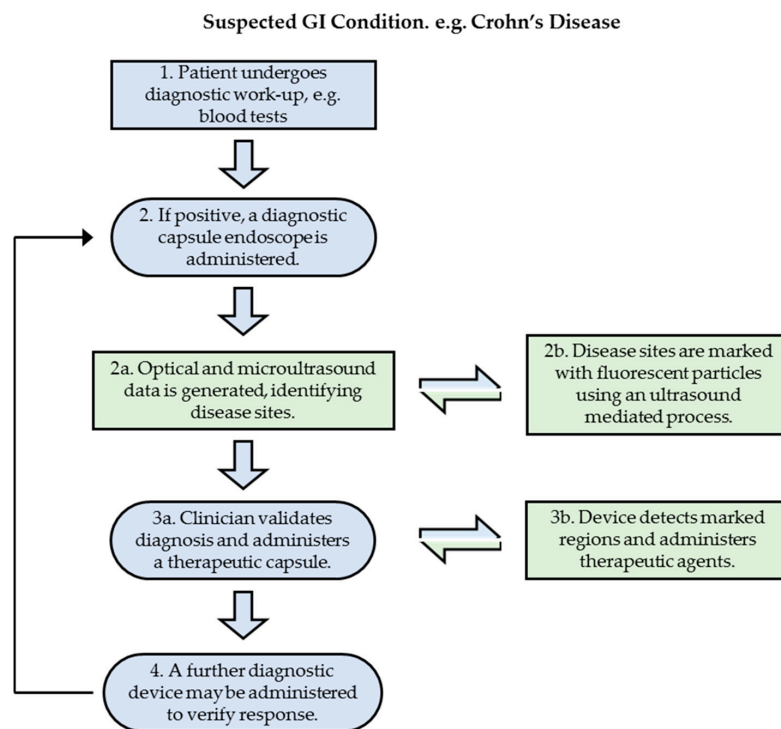 Suspected GI Condition. e.g. Crohn's Disease
1. Patient undergoes
diagnostic work-up, e.g.
blood tests
2. If positive, a diagnostic
capsule endoscope is
administered.
2a. Optical and microultrasound
data is generated, identifying
disease sites.
2b. Disease sites are marked
with fluorescent particles
using an ultrasound
mediated process.
3a. Clinician validates
diagnosis and administers
a therapeutic capsule.
3b. Device detects marked
regions and administers
therapeutic agents.
4. A further diagnostic
device may be administered
to verify response.